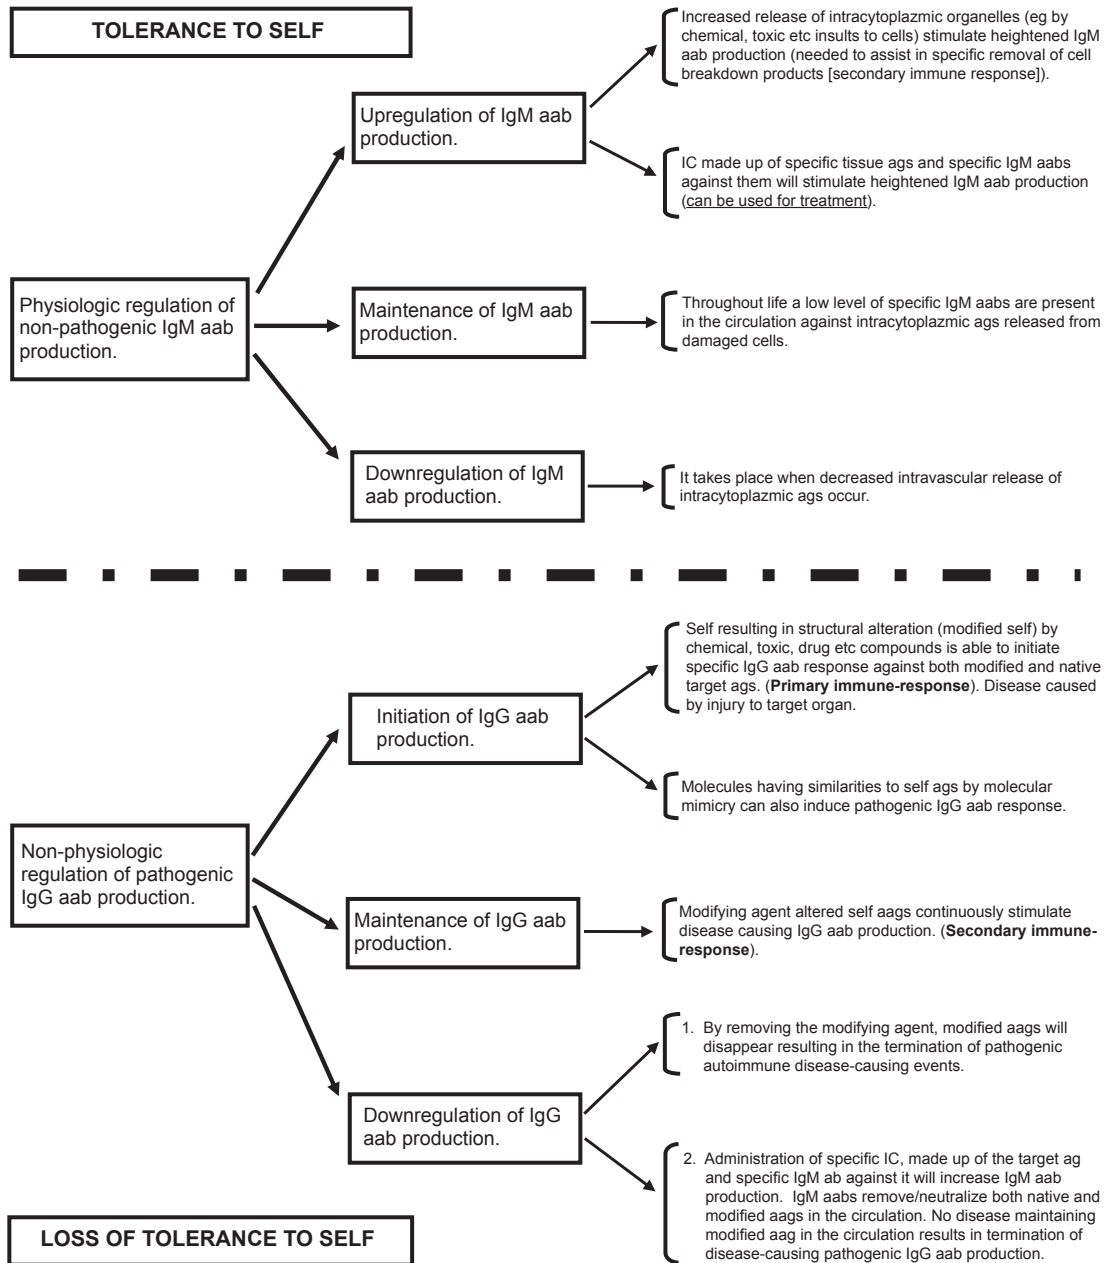 TOLERANCE TO SELF
Increased release of intracytoplazmic organelles (eg by
chemical, toxic etc insults to cells) stimulate heightened IgM
aab production (needed to assist in specific removal of cell
breakdown products [secondary immune response]).
Upregulation of IgM aab
production.
IC made up of specific tissue ags and specific IgM aabs
against them will stimulate heightened IgM aab production
(can be used for treatment).
Physiologic regulation of
non-pathogenic IgM aab
production.
Maintenance of IgM aab
production.
Throughout life a low level of specific IgM aabs are present
in the circulation against intracytoplazmic ags released from
damaged cells.
Downregulation of IgM
aab production.
It takes place when decreased intravascular release of
intracytoplazmic ags occur.
Self resulting in structural alteration (modified self) by
chemical, toxic, drug etc compounds is able to initiate
specific IgG aab response against both modified and native
target ags. (Primary immune-response). Disease caused
by injury to target organ.
Initiation of IgG aab
production.
Molecules having similarities to self ags by molecular
mimicry can also induce pathogenic IgG aab response.
Non-physiologic
regulation of pathogenic
IgG aab production.
Maintenance of IgG aab
production.
Modifying agent altered self aags continuously stimulate
disease causing IgG aab production. (Secondary immune-
response).
1. By removing the modifying agent, modified aags will
disappear resulting in the termination of pathogenic
autoimmune disease-causing events.
Downregulation of IgG
aab production.
2. Administration of specific IC, made up of the target ag
and specific IgM ab against it will increase IgM aab
production. IgM aabs remove/neutralize both native and
modified aags in the circulation. No disease maintaining
modified aag in the circulation results in termination of
disease-causing pathogenic IgG aab production.
LOSS OF TOLERANCE TO SELF